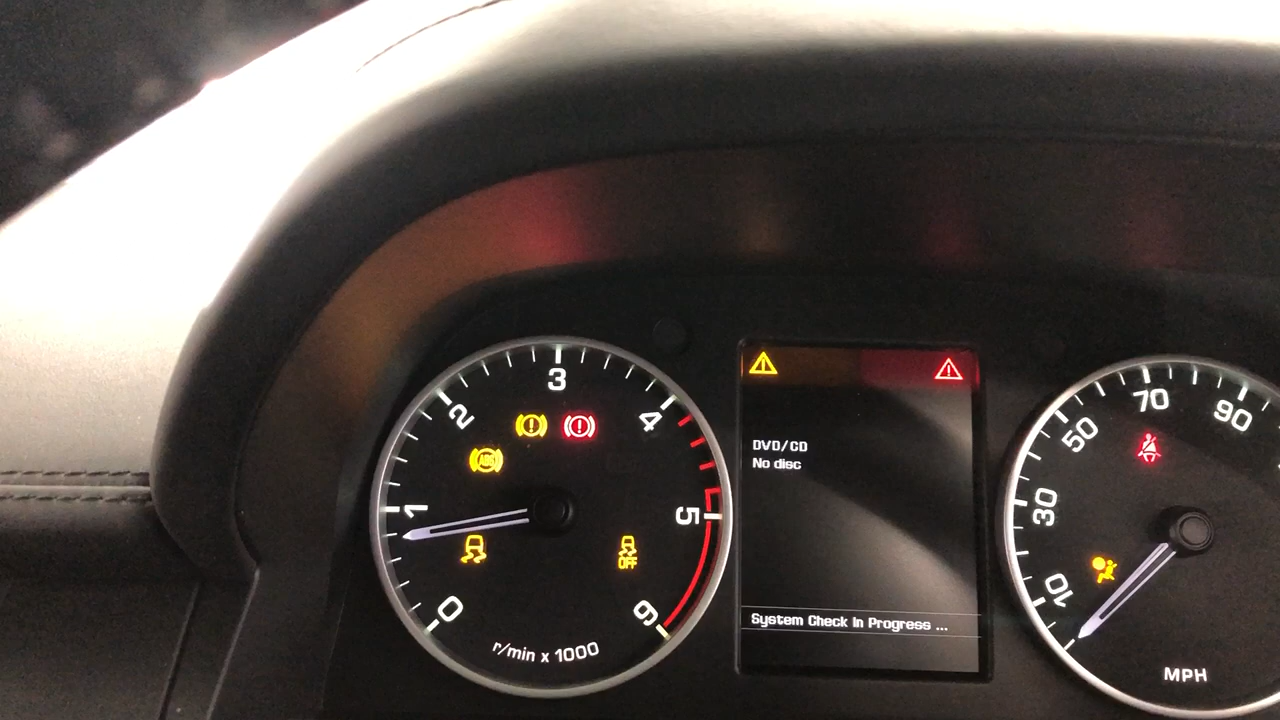 0
1
2
3
4
5
6
r/min x 1000
ABS
OFF
DVD/CD
No disc
System Check In Progress ...
10
30
50
70
90
MPH